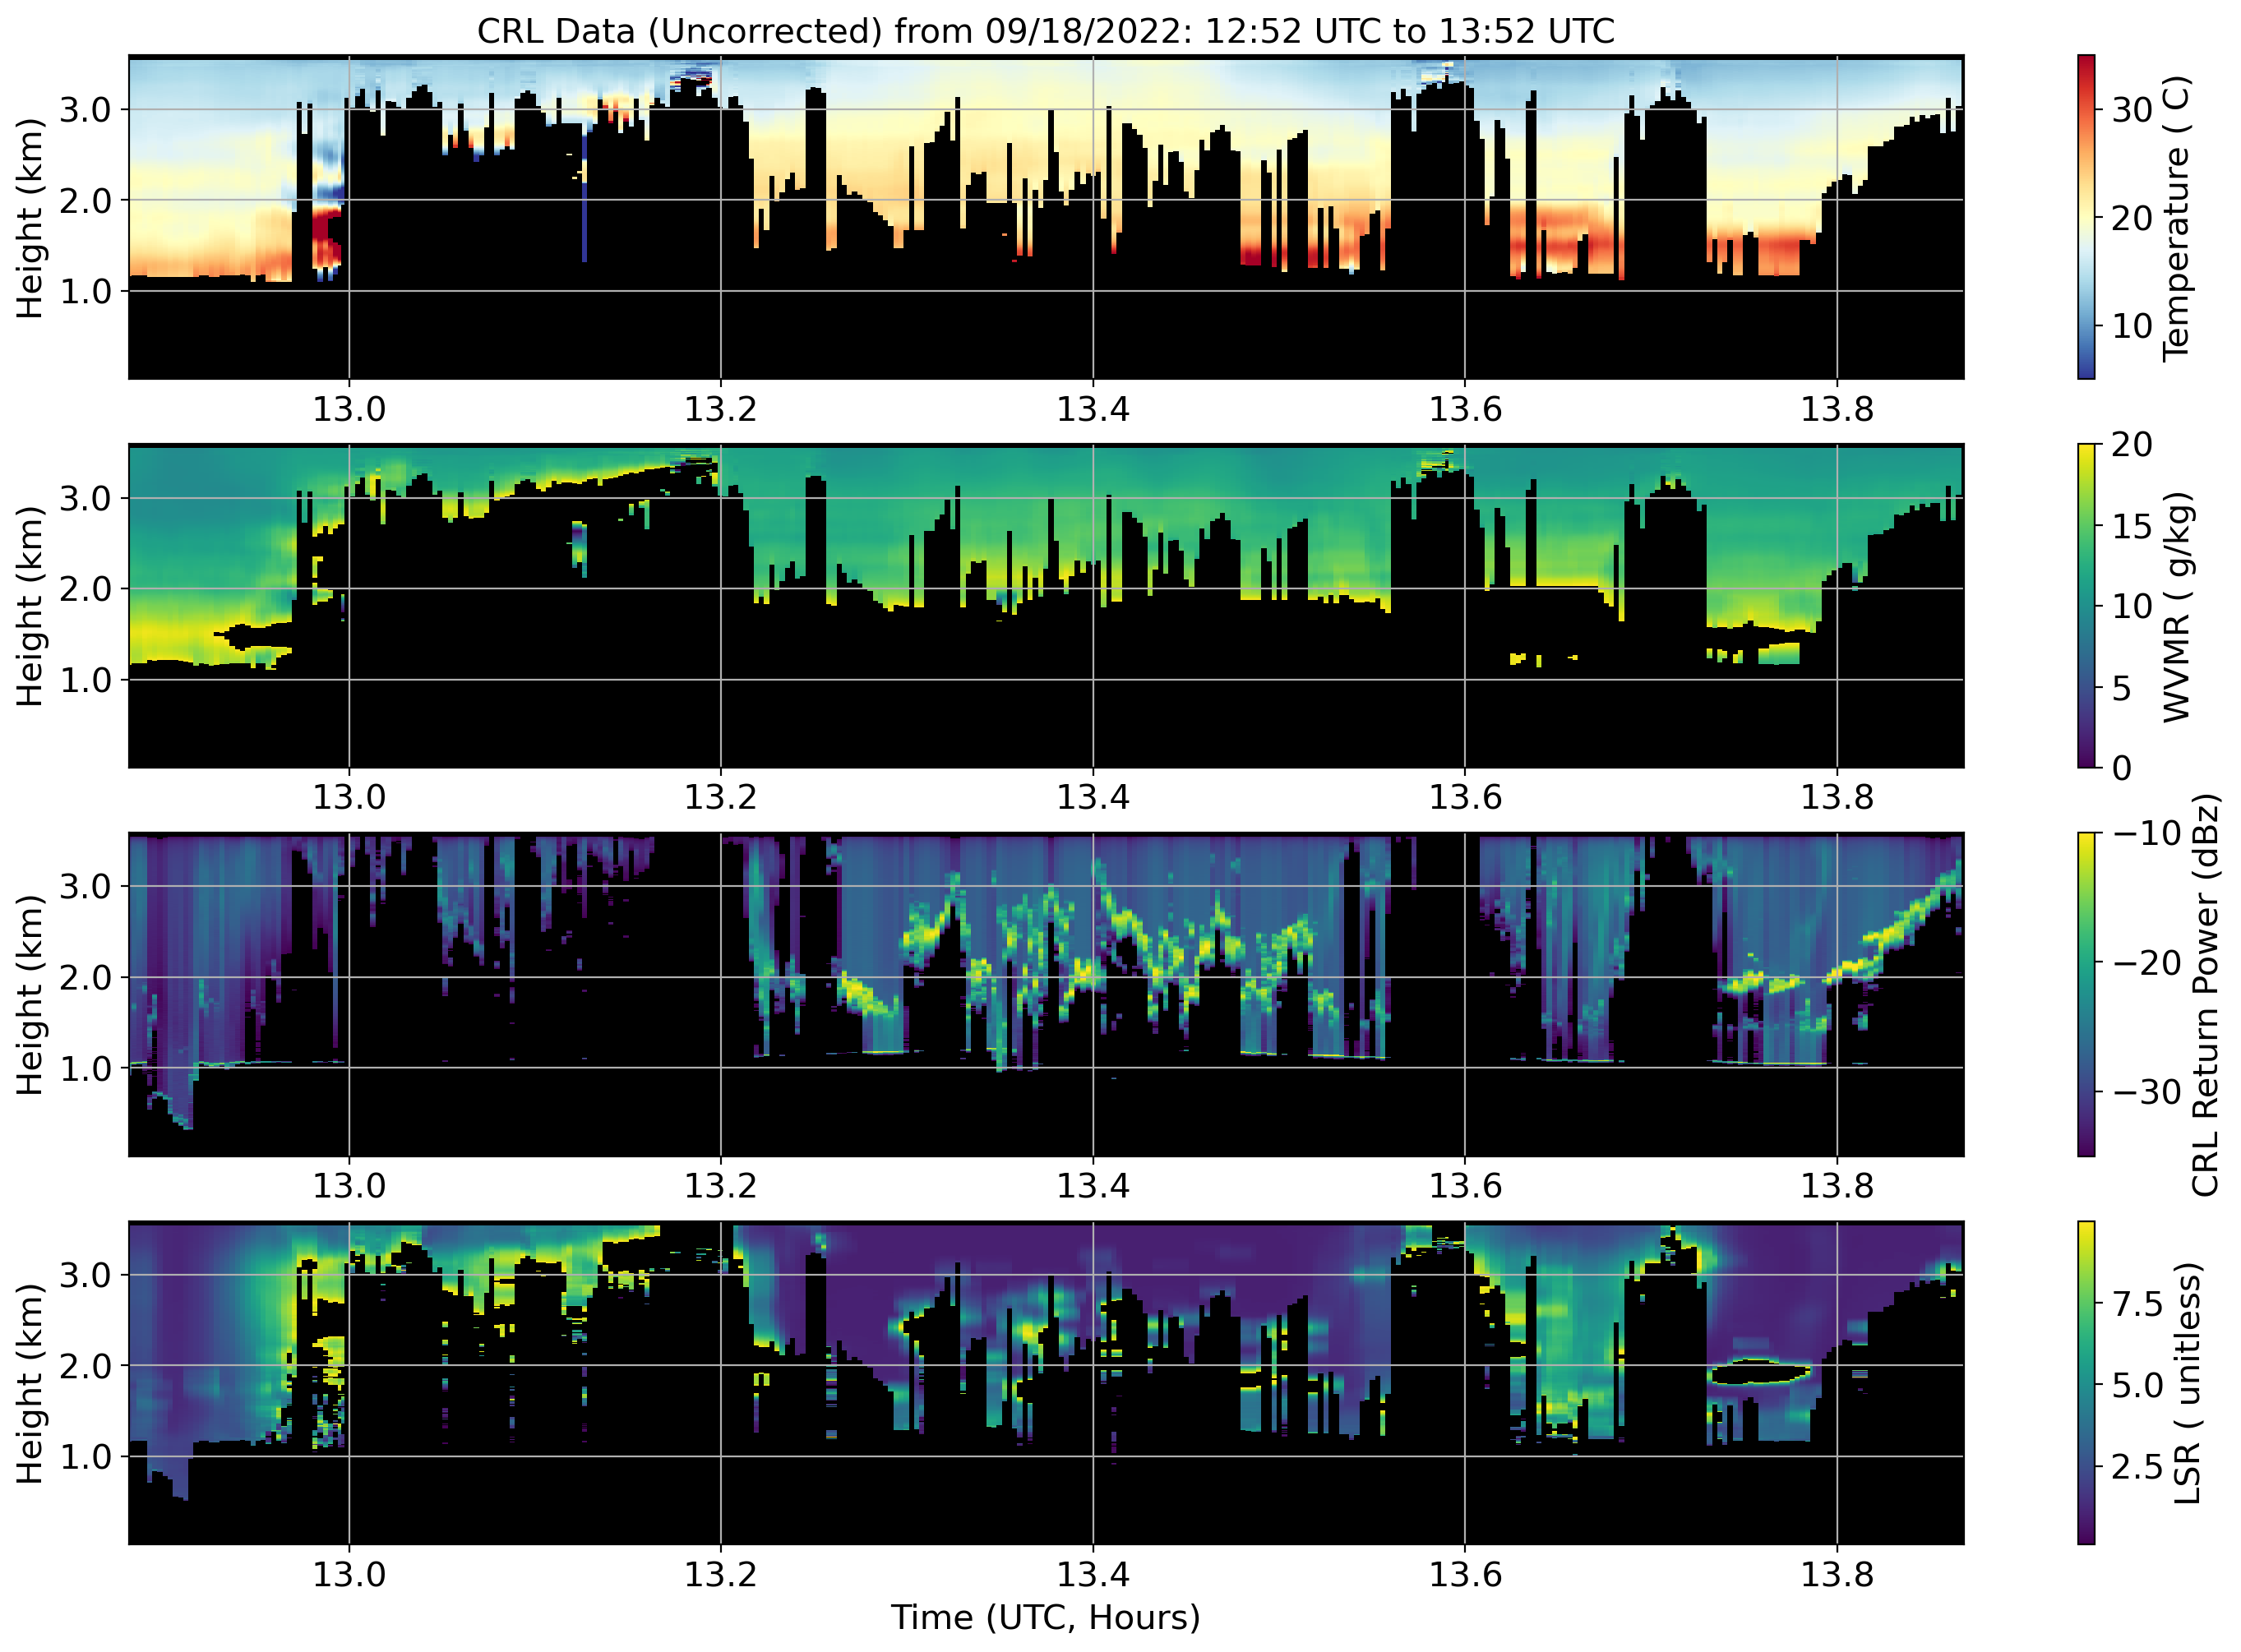 CRL Data (Uncorrected) from 09/18/2022: 12:52 UTC to 13:52 UTC
Height (km)
3.0
2.0
1.0
13.0 13.2 13.4 13.6 13.8
30
20
10
Temperature ( C)
Height (km)
3.0
2.0
1.0
13.0 13.2 13.4 13.6 13.8
20
15
10
5
0
WVMR ( g/kg)
Height (km)
3.0
2.0
1.0
13.0 13.2 13.4 13.6 13.8
−10
−20
−30
CRL Return Power (dBz)
Height (km)
3.0
2.0
1.0
13.0 13.2 13.4 13.6 13.8
7.5
5.0
2.5
LSR ( unitless)
Time (UTC, Hours)